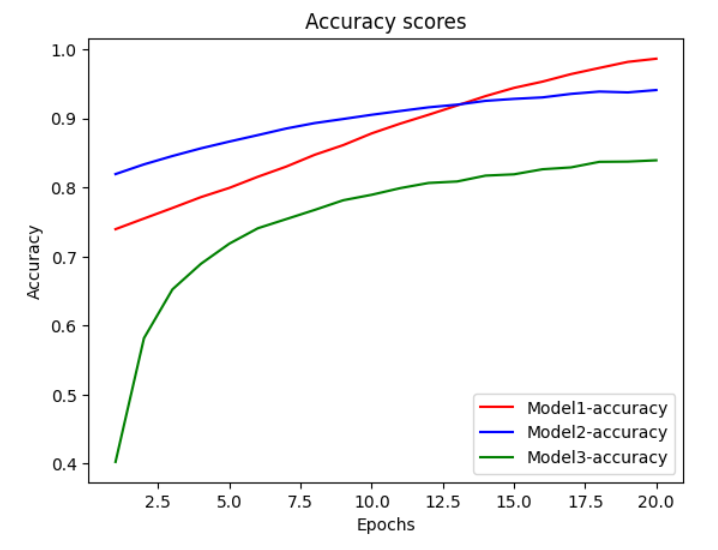 Accuracy scores
1.0
0.9
0.8
0.7
0.6
0.5
0.4
Accuracy
Model1-accuracy
Model2-accuracy
Model3-accuracy
2.5 5.0 7.5 10.0 12.5 15.0 17.5 20.0
Epochs